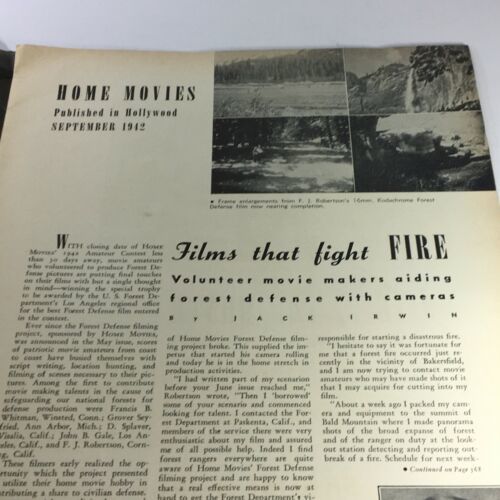 HOME MOVIES
Published in Hollywood
SEPTEMBER 1942
• Frame enlargements from F. J. Robertson's 16mm. Kodachrome Forest
Defense film now nearing completion.
Films that fight FIRE
Volunteer movie makers aiding
forest defense with cameras
BY JACK IRWIN
WITH closing date of HOME
MOVIES' 1942 Amateur Contest less
than 30 days away, movie amateurs
who volunteered to produce Forest De-
fense pictures are putting final touches
on their films with but a single thought
in mind—winning the special trophy
to be awarded by the U. S. Forest De-
partment's Los Angeles regional office
for the best Forest Defense film entered
in the contest.
Ever since the Forest Defense filming
project, sponsored by HOME MOVIES,
was announced in the May issue, scores
of patriotic movie amateurs from coast
to coast have busied themselves with
script writing, location hunting, and
filming of scenes necessary to their pic-
tures. Among the first to contribute
movie making talents in the cause of
safeguarding our national forests for
defense production were Francis B.
Whitman, Winsted, Conn.; Grover Sey-
fried, Ann Arbor, Mich.; D. Splaver,
Visalia, Calif.; John B. Gale, Los An-
geles, Calif., and F. J. Robertson, Corn-
ing, Calif.
These films early realized the op-
portunity which the project presented
to utilize their home movie hobby in
contributing a share to civilian defense.
of Home Movies Forest Defense film-
ing project broke. This supplied the im-
petus that started his camera rolling
and today he is in the home stretch in
production activities.
"I had written part of my scenario
before your June issue reached me,"
Robertson wrote, "Then I 'borrowed'
some of your scenario and commenced
looking for talent. I contacted the For-
est Department at Paskenta, Calif., and
members of the service there were very
enthusiastic about my film and assured
me of all possible help. Indeed I find
forest rangers everywhere are quite
aware of Home Movies' Forest Defense
filming project and are happy to know
that a real effective means is now at
hand to get the Forest Department's vi-
responsible for starting a disastrous fire.
"I hesitate to say it was fortunate for
me that a forest fire occurred just re-
cently in the vicinity of Bakersfield,
and I am now trying to contact movie
amateurs who may have made shots of it
that I may acquire for cutting into my
film.
"About a week ago I packed my cam-
era and equipment to the summit of
Bald Mountain where I made panorama
shots of the broad expanse of forest
and of the ranger on duty at the look-
out station detecting and reporting out-
break of a fire. Schedule for next week-
• Continued on Page 368